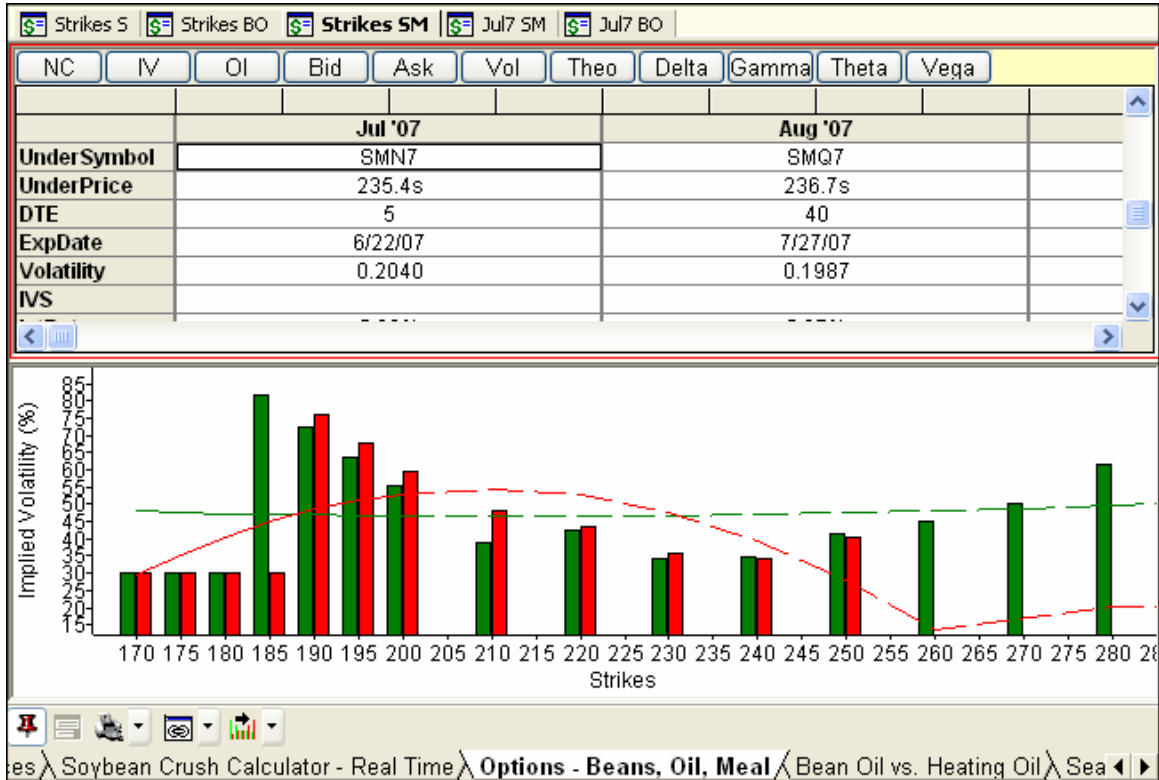 Strikes S Strikes BO Strikes SM Jul7 SM Jul7 BO
NC IV OI Bid Ask Vol Theo Delta Gamma Theta Vega
Jul '07 Aug '07
UnderSymbol SMN7 SMQ7
UnderPrice 235.4s 236.7s
DTE 5 40
ExpDate 6/22/07 7/27/07
Volatility 0.2040 0.1987
IVS
Implied Volatility (%)
85
80
75
70
65
60
55
50
45
40
35
30
25
20
15
170 175 180 185 190 195 200 205 210 215 220 225 230 235 240 245 250 255 260 265 270 275 280 28
Strikes
es Soybean Crush Calculator - Real Time Options - Beans, Oil, Meal Bean Oil vs. Heating Oil Sea